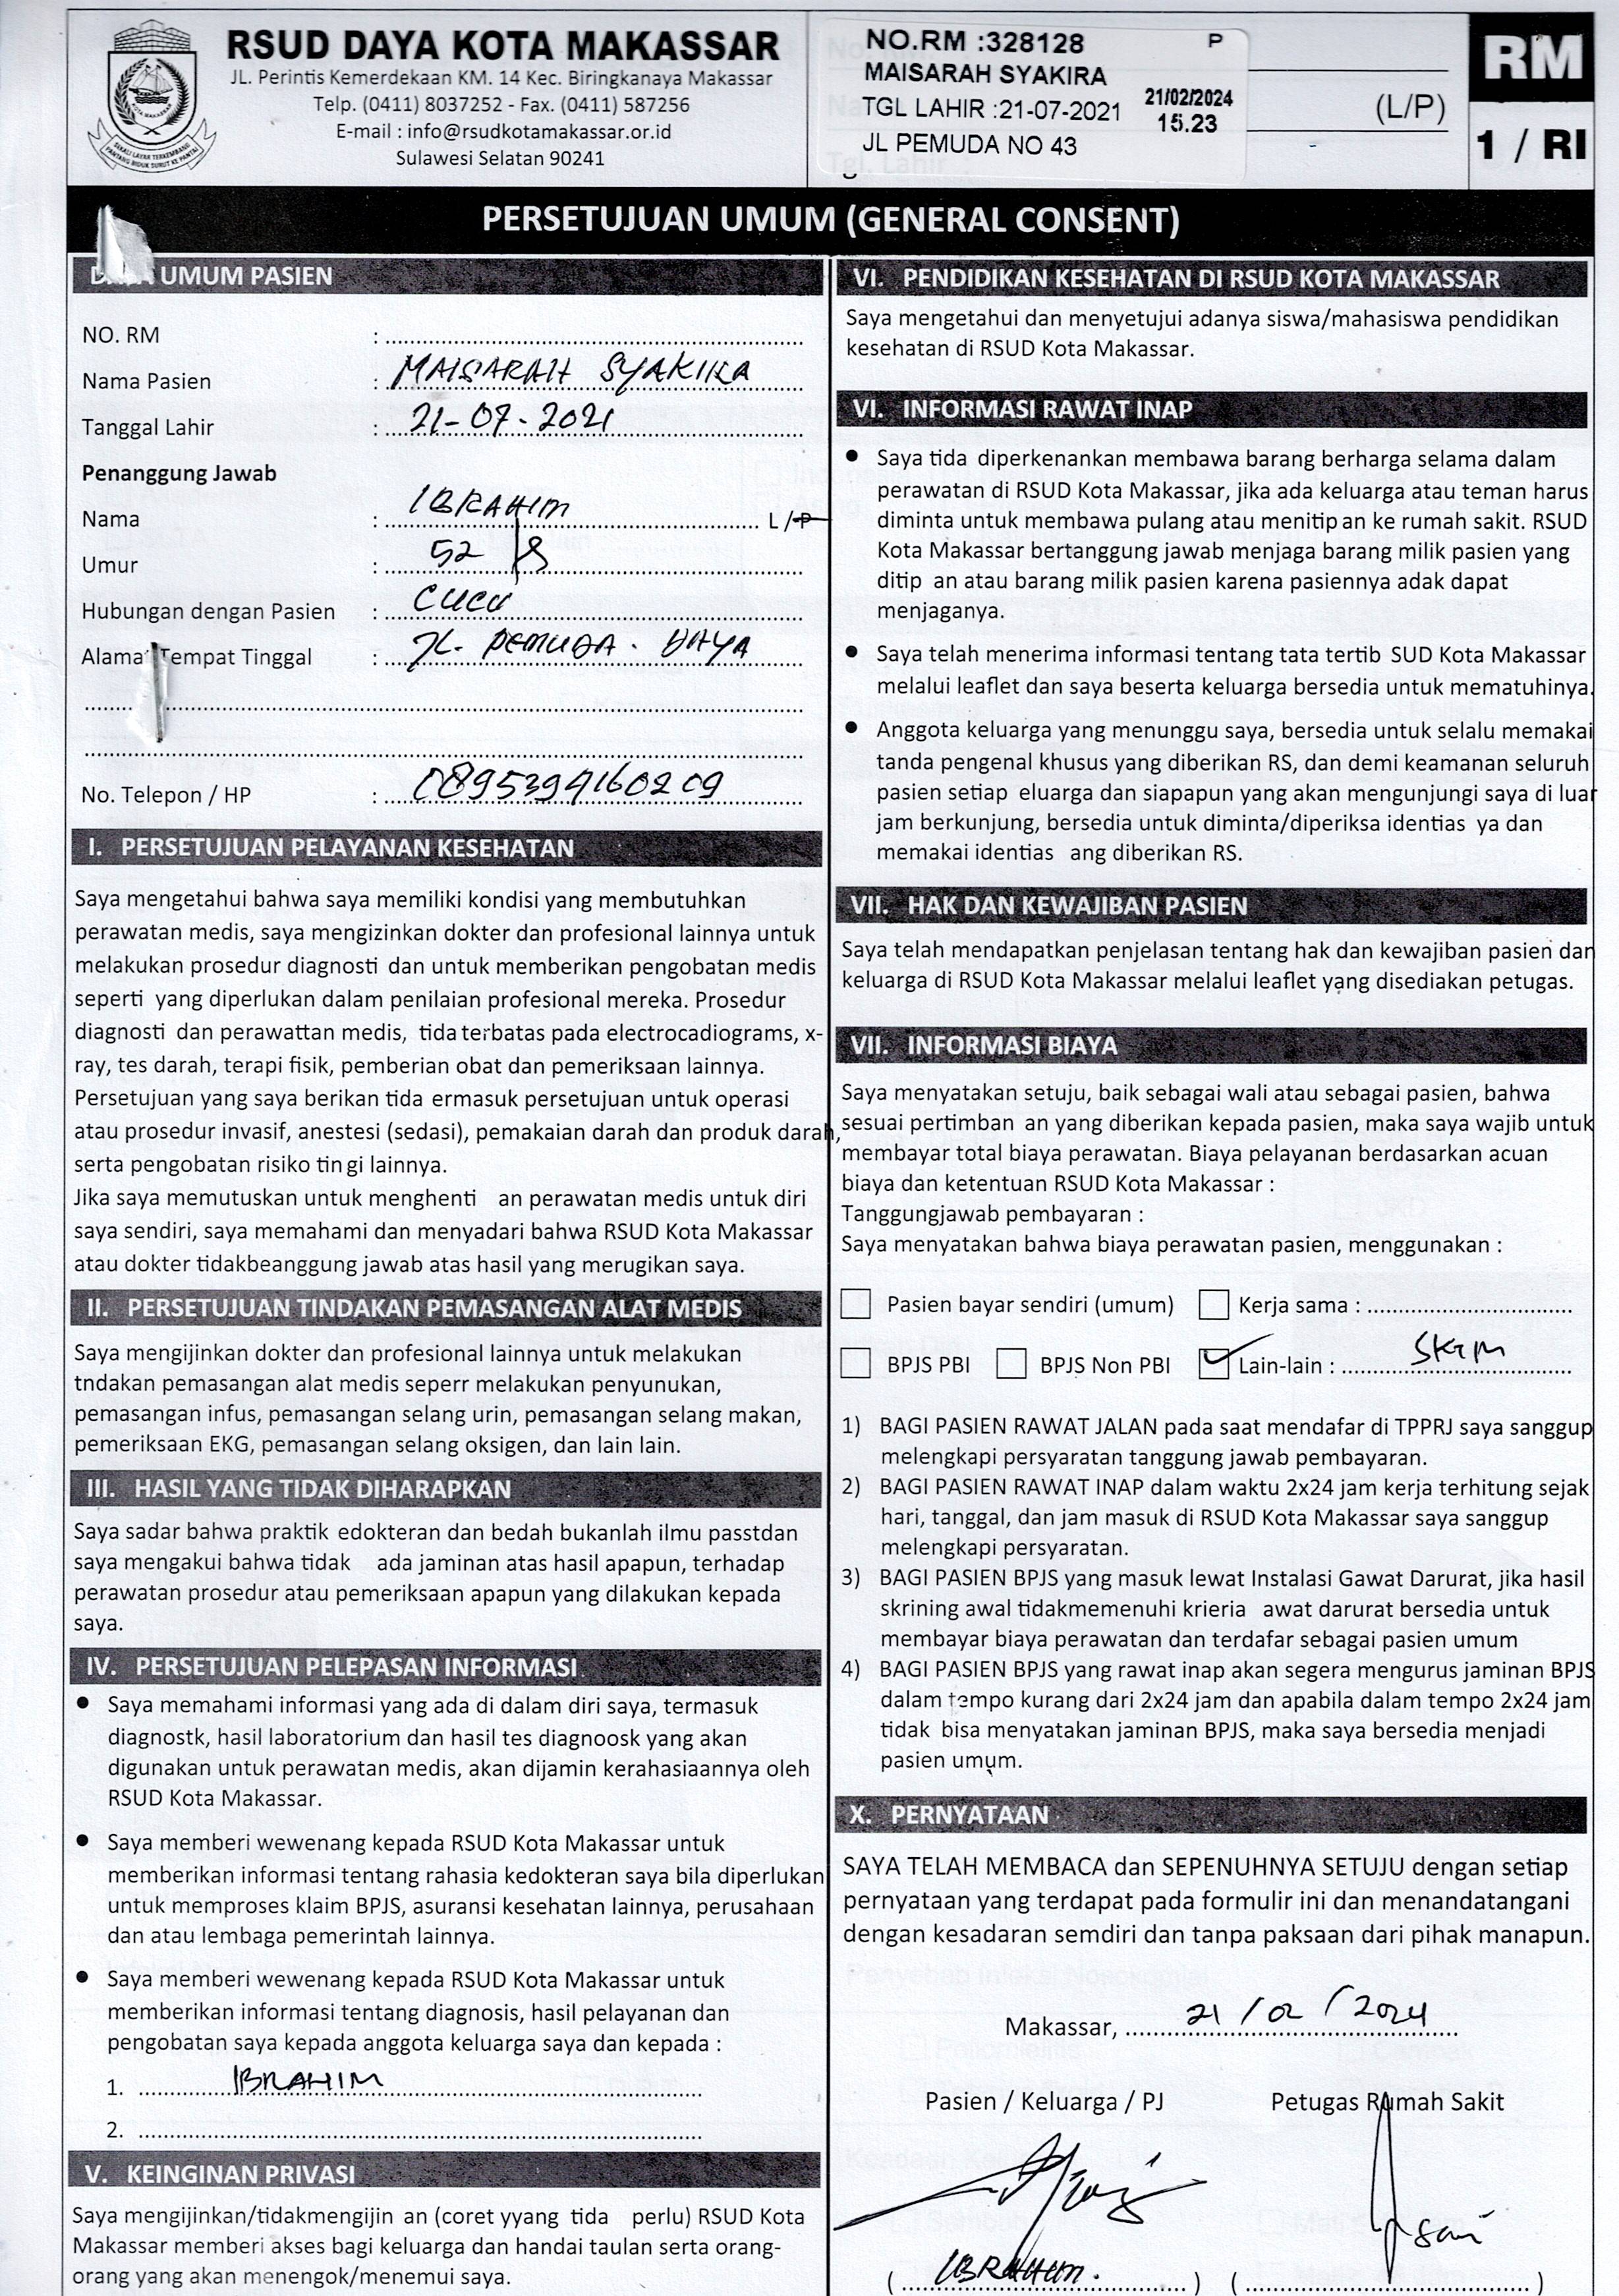 RSUD DAYA KOTA MAKASSAR
JL. Perintis Kemerdekaan KM. 14 Kec. Biringkanaya Makassar
Telp. (0411) 8037252 - Fax. (0411) 587256
E-mail : info@rsudkotamakassar.or.id
Sulawesi Selatan 90241
NO.RM :328128 P
MAISARAH SYAKIRA
TGL LAHIR :21-07-2021 21/02/2024
15.23
JL PEMUDA NO 43
Tgl. Lahir
(L/P)
RM
1 / RI
PERSETUJUAN UMUM (GENERAL CONSENT)
UMUM PASIEN
NO. RM :
Nama Pasien : MAISARAH SYAKIRA
Tanggal Lahir : 21-07-2021
Penanggung Jawab
Nama : IBRAHIM L / P
Umur : 52
Hubungan dengan Pasien : CUCU
Alamat Tempat Tinggal : JL. PEMUDA. DAYA
No. Telepon / HP : 0895394160209
I. PERSETUJUAN PELAYANAN KESEHATAN
Saya mengetahui bahwa saya memiliki kondisi yang membutuhkan
perawatan medis, saya mengizinkan dokter dan profesional lainnya untuk
melakukan prosedur diagnosti dan untuk memberikan pengobatan medis
seperti yang diperlukan dalam penilaian profesional mereka. Prosedur
diagnosti dan perawattan medis, tida terbatas pada electrocadiograms, x-
ray, tes darah, terapi fisik, pemberian obat dan pemeriksaan lainnya.
Persetujuan yang saya berikan tida ermasuk persetujuan untuk operasi
atau prosedur invasif, anestesi (sedasi), pemakaian darah dan produk darah,
serta pengobatan risiko tin gi lainnya.
Jika saya memutuskan untuk menghenti an perawatan medis untuk diri
saya sendiri, saya memahami dan menyadari bahwa RSUD Kota Makassar
atau dokter tidakbeanggung jawab atas hasil yang merugikan saya.
II. PERSETUJUAN TINDAKAN PEMASANGAN ALAT MEDIS
Saya mengijinkan dokter dan profesional lainnya untuk melakukan
tndakan pemasangan alat medis seperr melakukan penyunukan,
pemasangan infus, pemasangan selang urin, pemasangan selang makan,
pemeriksaan EKG, pemasangan selang oksigen, dan lain lain.
III. HASIL YANG TIDAK DIHARAPKAN
Saya sadar bahwa praktik edokteran dan bedah bukanlah ilmu passtdan
saya mengakui bahwa tidak ada jaminan atas hasil apapun, terhadap
perawatan prosedur atau pemeriksaan apapun yang dilakukan kepada
saya.
IV. PERSETUJUAN PELEPASAN INFORMASI
● Saya memahami informasi yang ada di dalam diri saya, termasuk
diagnostk, hasil laboratorium dan hasil tes diagnoosk yang akan
digunakan untuk perawatan medis, akan dijamin kerahasiaannya oleh
RSUD Kota Makassar.
● Saya memberi wewenang kepada RSUD Kota Makassar untuk
memberikan informasi tentang rahasia kedokteran saya bila diperlukan
untuk memproses klaim BPJS, asuransi kesehatan lainnya, perusahaan
dan atau lembaga pemerintah lainnya.
● Saya memberi wewenang kepada RSUD Kota Makassar untuk
memberikan informasi tentang diagnosis, hasil pelayanan dan
pengobatan saya kepada anggota keluarga saya dan kepada :
1. IBRAHIM
2.
V. KEINGINAN PRIVASI
Saya mengijinkan/tidakmengijin an (coret yyang tida perlu) RSUD Kota
Makassar memberi akses bagi keluarga dan handai taulan serta orang-
orang yang akan menengok/menemui saya.
VI. PENDIDIKAN KESEHATAN DI RSUD KOTA MAKASSAR
Saya mengetahui dan menyetujui adanya siswa/mahasiswa pendidikan
kesehatan di RSUD Kota Makassar.
VI. INFORMASI RAWAT INAP
● Saya tida diperkenankan membawa barang berharga selama dalam
perawatan di RSUD Kota Makassar, jika ada keluarga atau teman harus
diminta untuk membawa pulang atau menitip an ke rumah sakit. RSUD
Kota Makassar bertanggung jawab menjaga barang milik pasien yang
ditip an atau barang milik pasien karena pasiennya adak dapat
menjaganya.
● Saya telah menerima informasi tentang tata tertib SUD Kota Makassar
melalui leaflet dan saya beserta keluarga bersedia untuk mematuhinya.
● Anggota keluarga yang menunggu saya, bersedia untuk selalu memakai
tanda pengenal khusus yang diberikan RS, dan demi keamanan seluruh
pasien setiap eluarga dan siapapun yang akan mengunjungi saya di luar
jam berkunjung, bersedia untuk diminta/diperiksa identias ya dan
memakai identias ang diberikan RS.
VII. HAK DAN KEWAJIBAN PASIEN
Saya telah mendapatkan penjelasan tentang hak dan kewajiban pasien dan
keluarga di RSUD Kota Makassar melalui leaflet yang disediakan petugas.
VII. INFORMASI BIAYA
Saya menyatakan setuju, baik sebagai wali atau sebagai pasien, bahwa
sesuai pertimban an yang diberikan kepada pasien, maka saya wajib untuk
membayar total biaya perawatan. Biaya pelayanan berdasarkan acuan
biaya dan ketentuan RSUD Kota Makassar :
Tanggungjawab pembayaran :
Saya menyatakan bahwa biaya perawatan pasien, menggunakan :
Pasien bayar sendiri (umum) Kerja sama :
BPJS PBI BPJS Non PBI Lain-lain : SKTM
1) BAGI PASIEN RAWAT JALAN pada saat mendafar di TPPRJ saya sanggup
melengkapi persyaratan tanggung jawab pembayaran.
2) BAGI PASIEN RAWAT INAP dalam waktu 2x24 jam kerja terhitung sejak
hari, tanggal, dan jam masuk di RSUD Kota Makassar saya sanggup
melengkapi persyaratan.
3) BAGI PASIEN BPJS yang masuk lewat Instalasi Gawat Darurat, jika hasil
skrining awal tidakmemenuhi krieria awat darurat bersedia untuk
membayar biaya perawatan dan terdafar sebagai pasien umum
4) BAGI PASIEN BPJS yang rawat inap akan segera mengurus jaminan BPJS
dalam tempo kurang dari 2x24 jam dan apabila dalam tempo 2x24 jam
tidak bisa menyatakan jaminan BPJS, maka saya bersedia menjadi
pasien umum.
X. PERNYATAAN
SAYA TELAH MEMBACA dan SEPENUHNYA SETUJU dengan setiap
pernyataan yang terdapat pada formulir ini dan menandatangani
dengan kesadaran semdiri dan tanpa paksaan dari pihak manapun.
Makassar, 21/02/2024
Pasien / Keluarga / PJ Petugas Rumah Sakit
( IBRAHIM. ) ( )